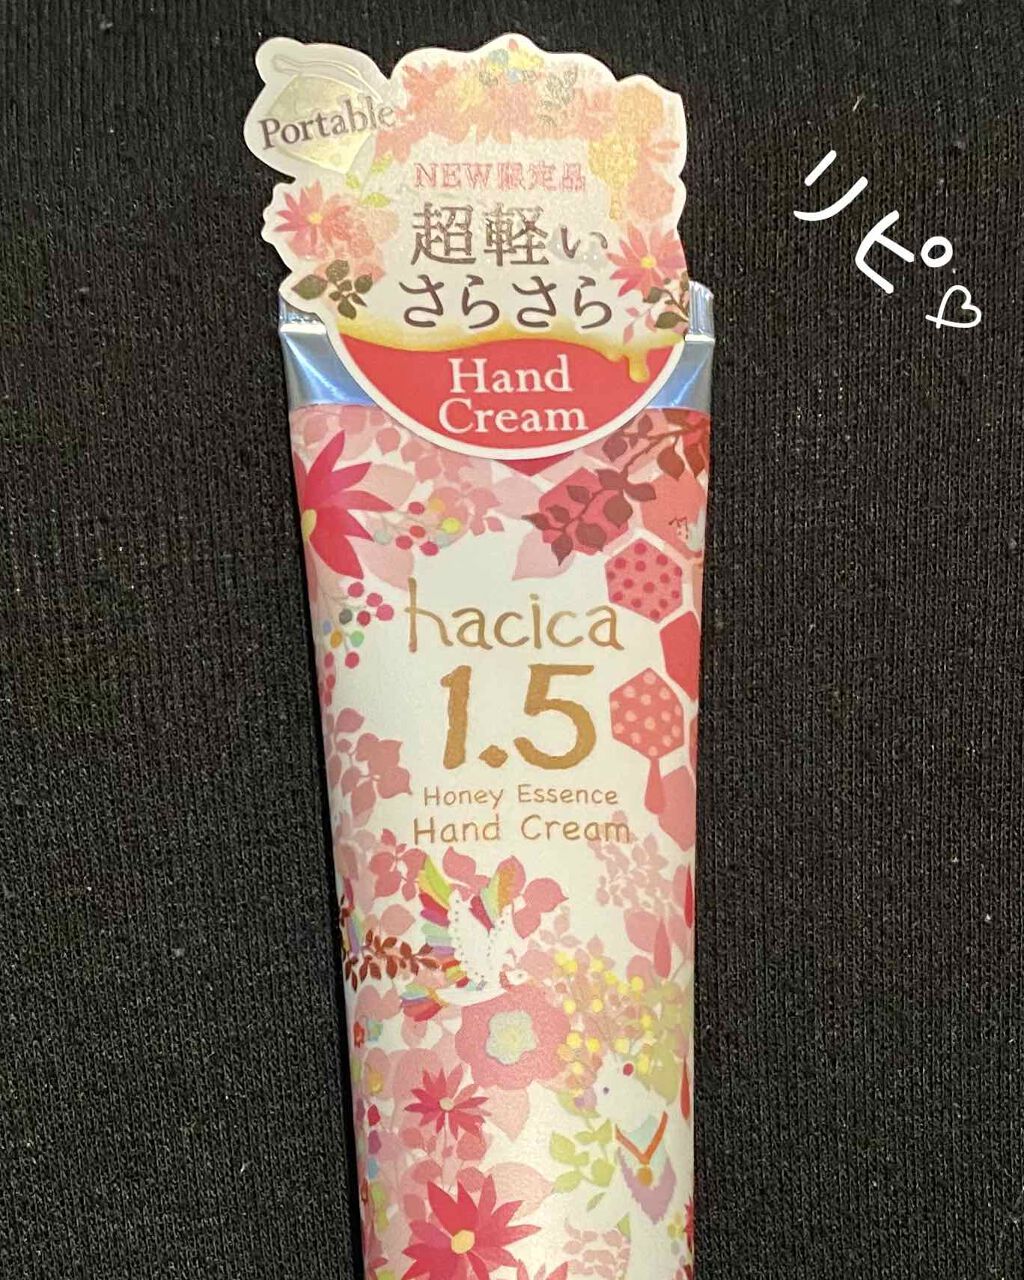 Portable
NEW限定品
超軽い
さらさら
Hand
Cream
リピ♡
hacica
1.5
Honey Essence
Hand Cream